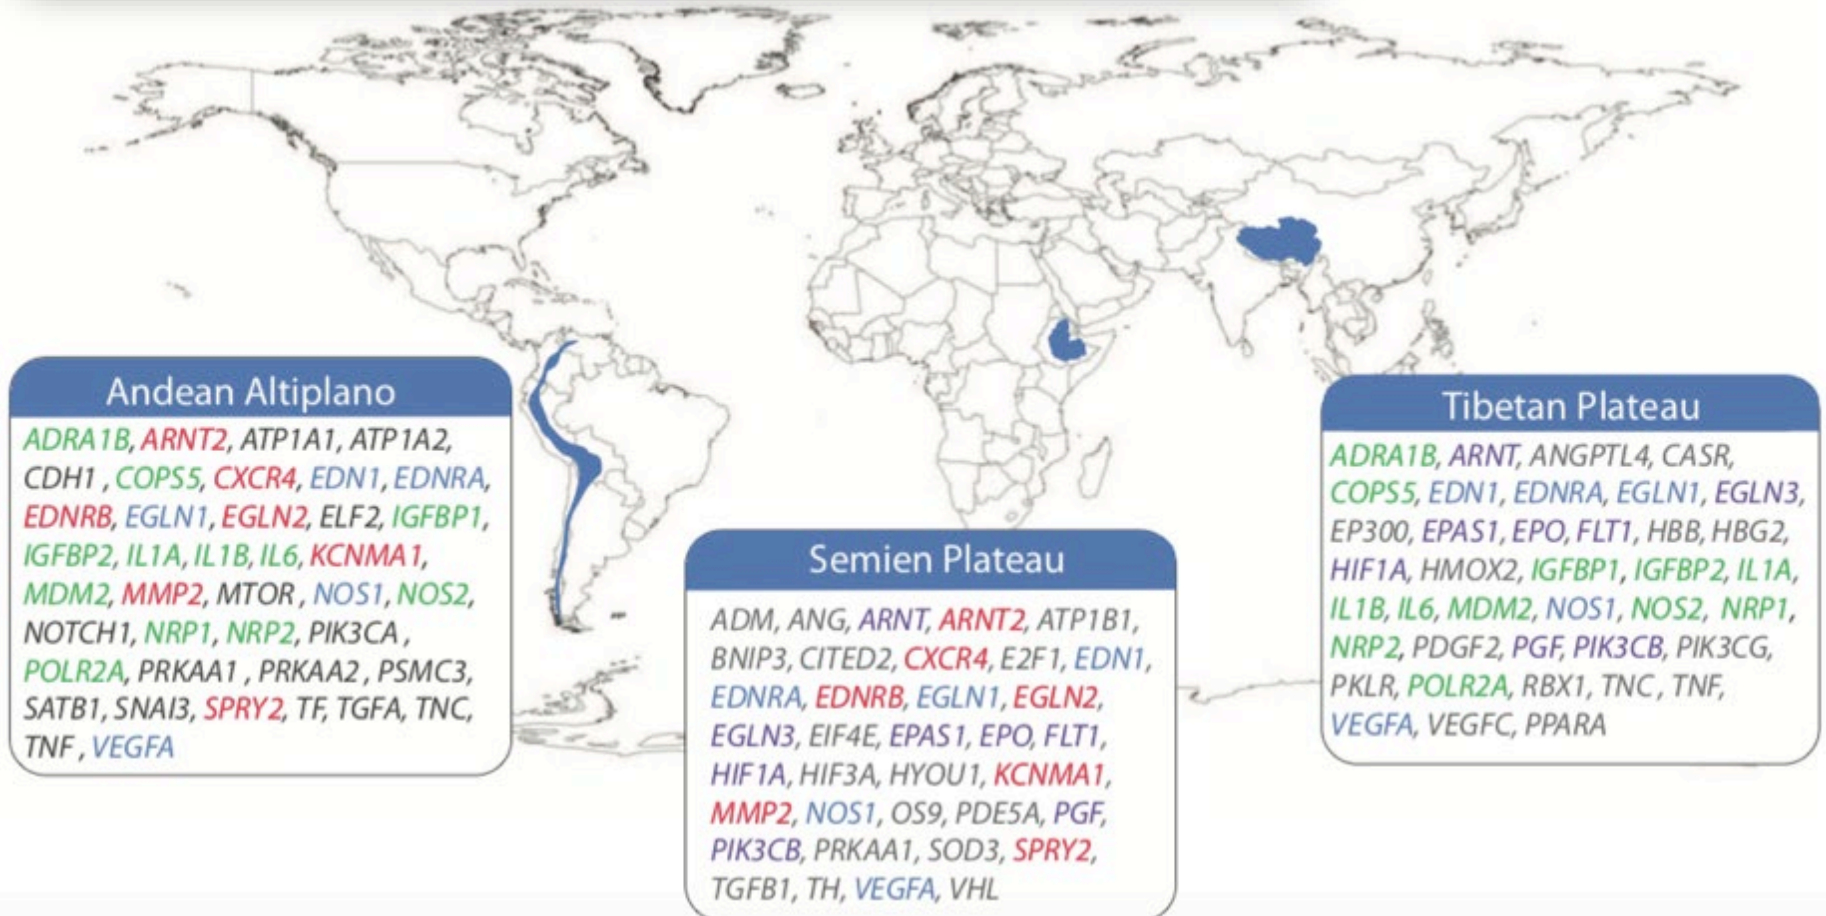 Andean Altiplano
ADRA1B, ARNT2, ATP1A1, ATP1A2,
CDH1 , COPS5, CXCR4, EDN1, EDNRA,
EDNRB, EGLN1, EGLN2, ELF2, IGFBP1,
IGFBP2, IL1A, IL1B, IL6, KCNMA1,
MDM2, MMP2, MTOR , NOS1, NOS2,
NOTCH1, NRP1, NRP2, PIK3CA ,
POLR2A, PRKAA1 , PRKAA2 , PSMC3,
SATB1, SNAI3, SPRY2, TF, TGFA, TNC,
TNF , VEGFA
Semien Plateau
ADM, ANG, ARNT, ARNT2, ATP1B1,
BNIP3, CITED2, CXCR4, E2F1, EDN1,
EDNRA, EDNRB, EGLN1, EGLN2,
EGLN3, EIF4E, EPAS1, EPO, FLT1,
HIF1A, HIF3A, HYOU1, KCNMA1,
MMP2, NOS1, OS9, PDE5A, PGF,
PIK3CB, PRKAA1, SOD3, SPRY2,
TGFB1, TH, VEGFA, VHL
Tibetan Plateau
ADRA1B, ARNT, ANGPTL4, CASR,
COPS5, EDN1, EDNRA, EGLN1, EGLN3,
EP300, EPAS1, EPO, FLT1, HBB, HBG2,
HIF1A, HMOX2, IGFBP1, IGFBP2, IL1A,
IL1B, IL6, MDM2, NOS1, NOS2, NRP1,
NRP2, PDGF2, PGF, PIK3CB, PIK3CG,
PKLR, POLR2A, RBX1, TNC, TNF,
VEGFA, VEGFC, PPARA